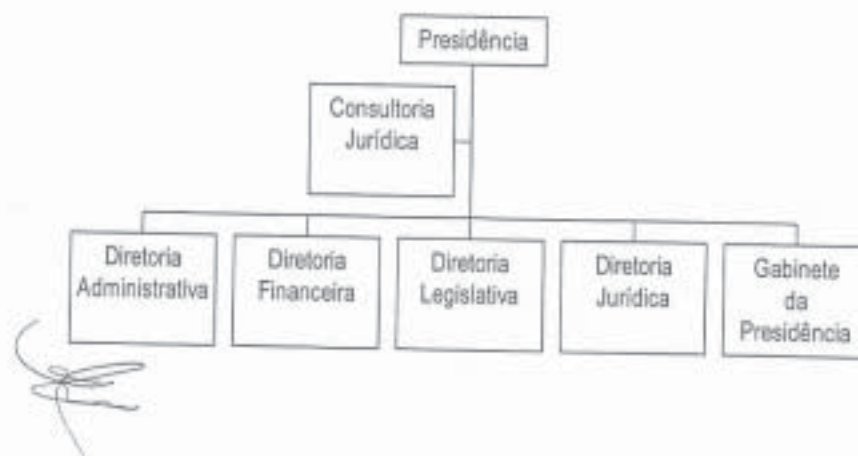 Presidência
Consultoria
Jurídica
Diretoria
Administrativa
Diretoria
Financeira
Diretoria
Legislativa
Diretoria
Jurídica
Gabinete
da
Presidência